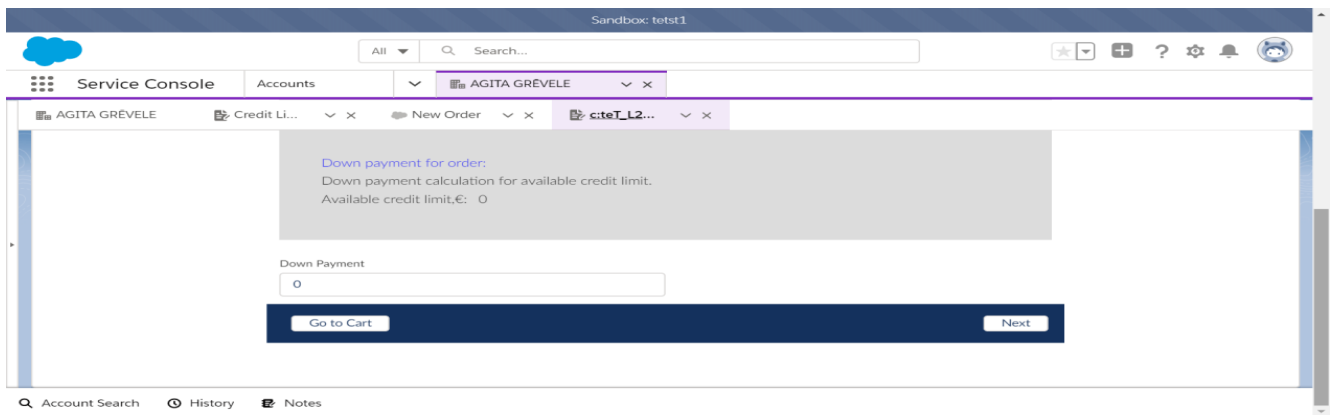 Sandbox: tetst1
All Search...
Service Console Accounts AGITA GRĒVELE
AGITA GRĒVELE Credit Li... New Order c:teT_L2...
Down payment for order:
Down payment calculation for available credit limit.
Available credit limit,€: 0
Down Payment
0
Go to Cart Next
Account Search History Notes